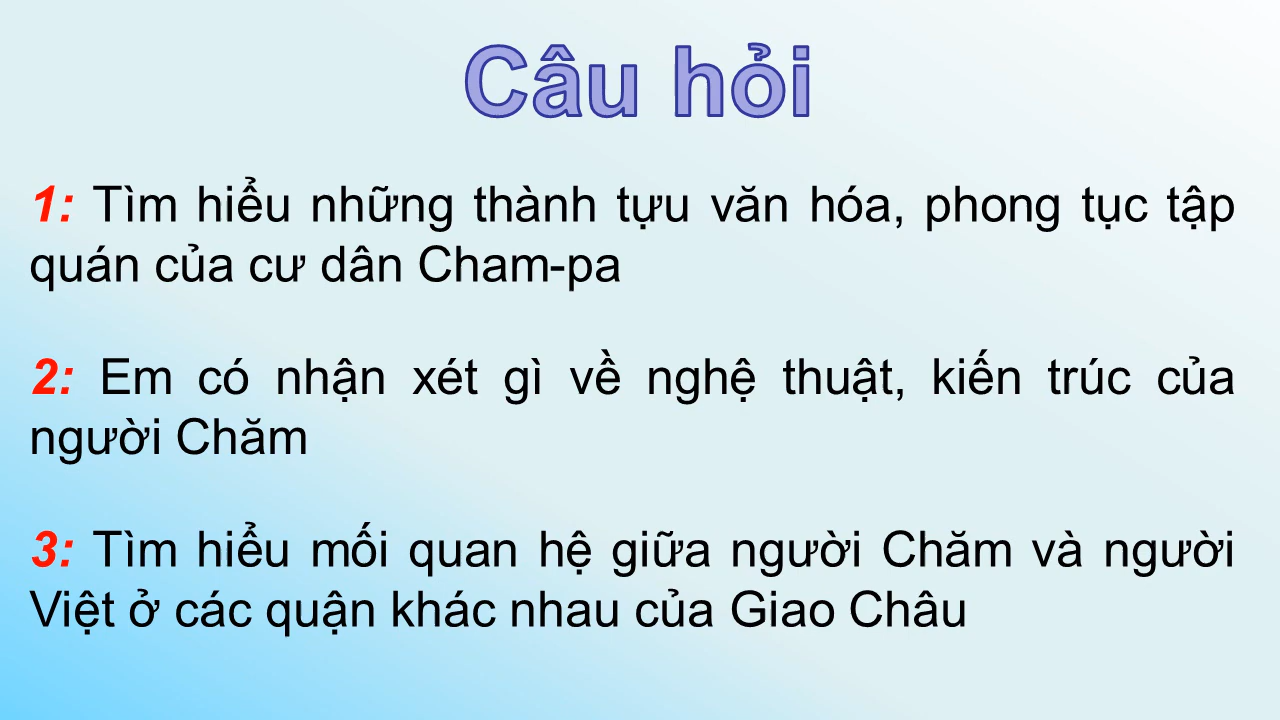 Câu hỏi
1: Tìm hiểu những thành tựu văn hóa, phong tục tập
quán của cư dân Cham-pa
2: Em có nhận xét gì về nghệ thuật, kiến trúc của
người Chăm
3: Tìm hiểu mối quan hệ giữa người Chăm và người
Việt ở các quận khác nhau của Giao Châu